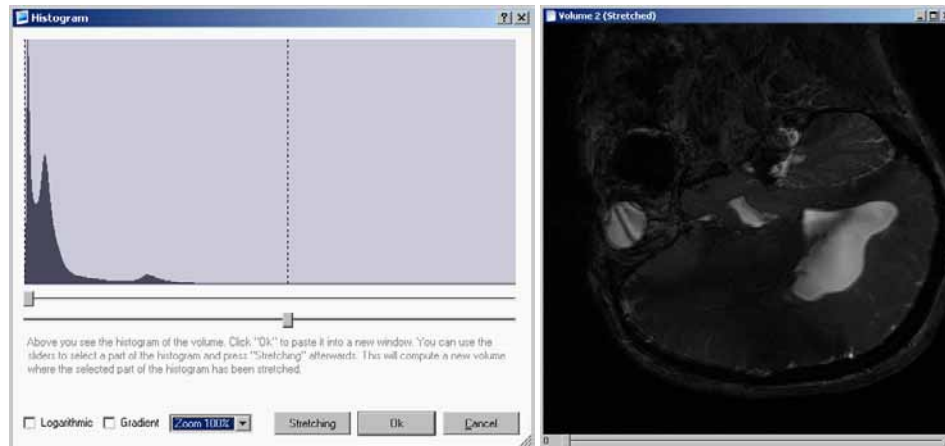 Histogram
Above you see the histogram of the volume. Click "Ok" to paste it into a new window. You can use the
sliders to select a part of the histogram and press "Stretching" afterwards. This will compute a new volume
where the selected part of the histogram has been stretched.
Logarithmic Gradient Zoom 100% Stretching Ok Cancel
Volume 2 (Stretched)
0